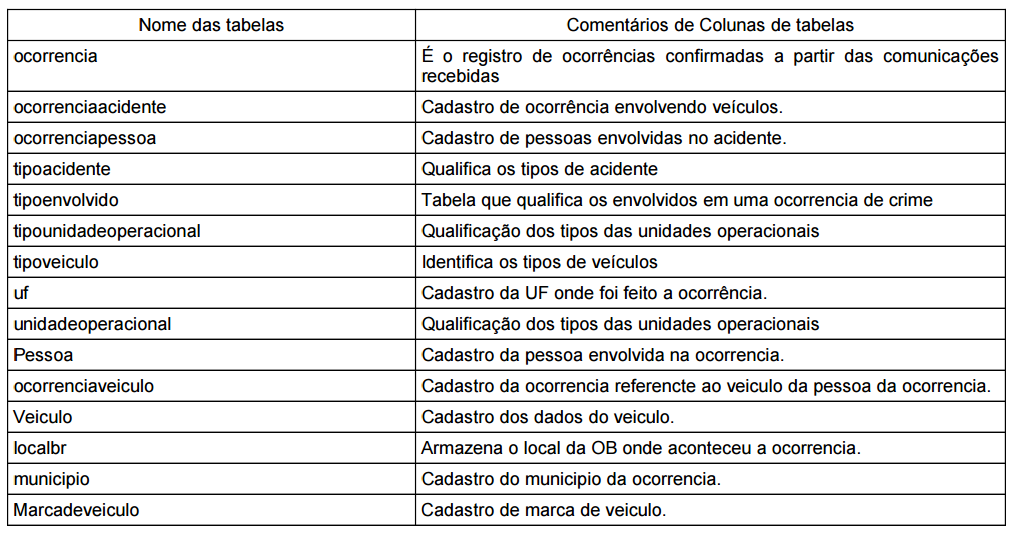 Nome das tabelas
Comentários de Colunas de tabelas
ocorrencia
É o registro de ocorrências confirmadas a partir das comunicações
recebidas
ocorrenciaacidente
Cadastro de ocorrência envolvendo veículos.
ocorrenciapessoa
Cadastro de pessoas envolvidas no acidente.
tipoacidente
Qualifica os tipos de acidente
tipoenvolvido
Tabela que qualifica os envolvidos em uma ocorrencia de crime
tipounidadeoperacional
Qualificação dos tipos das unidades operacionais
tipoveiculo
Identifica os tipos de veículos
uf
Cadastro da UF onde foi feito a ocorrência.
unidadeoperacional
Qualificação dos tipos das unidades operacionais
Pessoa
Cadastro da pessoa envolvida na ocorrencia.
ocorrenciaveiculo
Cadastro da ocorrencia referencte ao veiculo da pessoa da ocorrencia.
Veiculo
Cadastro dos dados do veiculo.
localbr
Armazena o local da OB onde aconteceu a ocorrencia.
municipio
Cadastro do municipio da ocorrencia.
Marcadeveiculo
Cadastro de marca de veiculo.